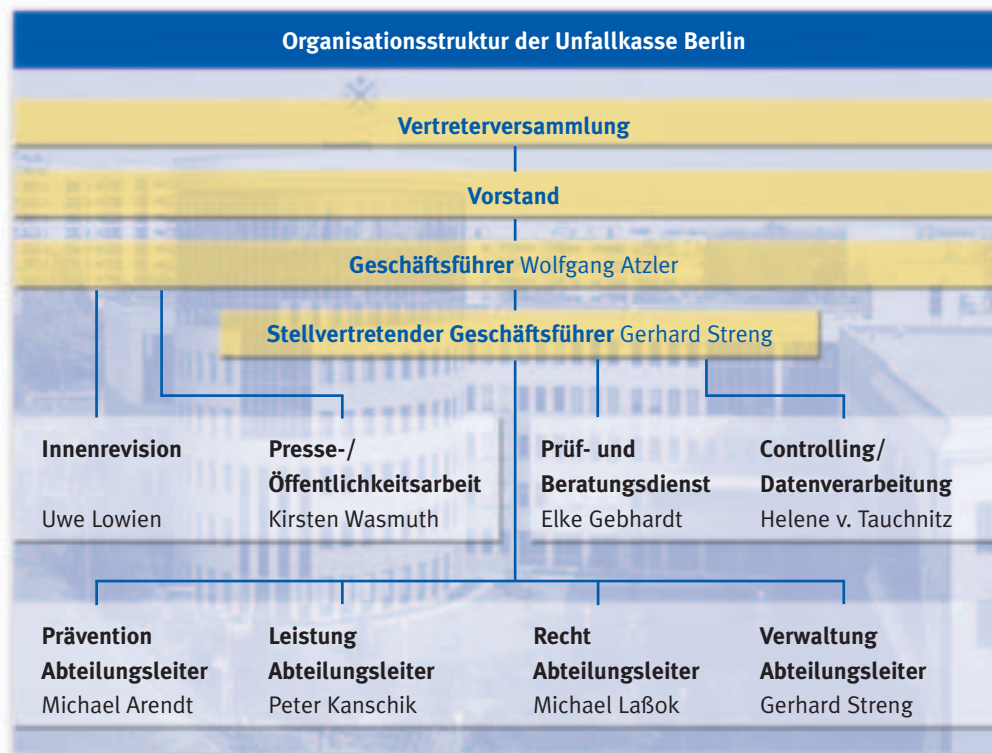 Organisationsstruktur der Unfallkasse Berlin
Vertreterversammlung
Vorstand
Geschäftsführer Wolfgang Atzler
Stellvertretender Geschäftsführer Gerhard Streng
Innenrevision
Uwe Lowien
Presse-/
Öffentlichkeitsarbeit
Kirsten Wasmuth
Prüf- und
Beratungsdienst
Elke Gebhardt
Controlling/
Datenverarbeitung
Helene v. Tauchnitz
Prävention
Abteilungsleiter
Michael Arendt
Leistung
Abteilungsleiter
Peter Kanschik
Recht
Abteilungsleiter
Michael Laßok
Verwaltung
Abteilungsleiter
Gerhard Streng